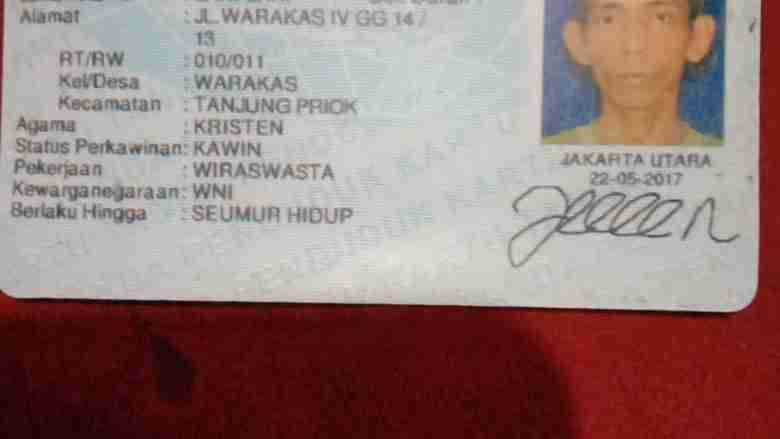 Alamat : JL.WARAKAS IV GG 14
13
RT/RW : 010/011
Kel/Desa : WARAKAS
Kecamatan : TANJUNG PRIOK
Agama : KRISTEN
Status Perkawinan: KAWIN
Pekerjaan : WIRASWASTA
Kewarganegaraan: WNI
Berlaku Hingga : SEUMUR HIDUP
JAKARTA UTARA
22-05-2017